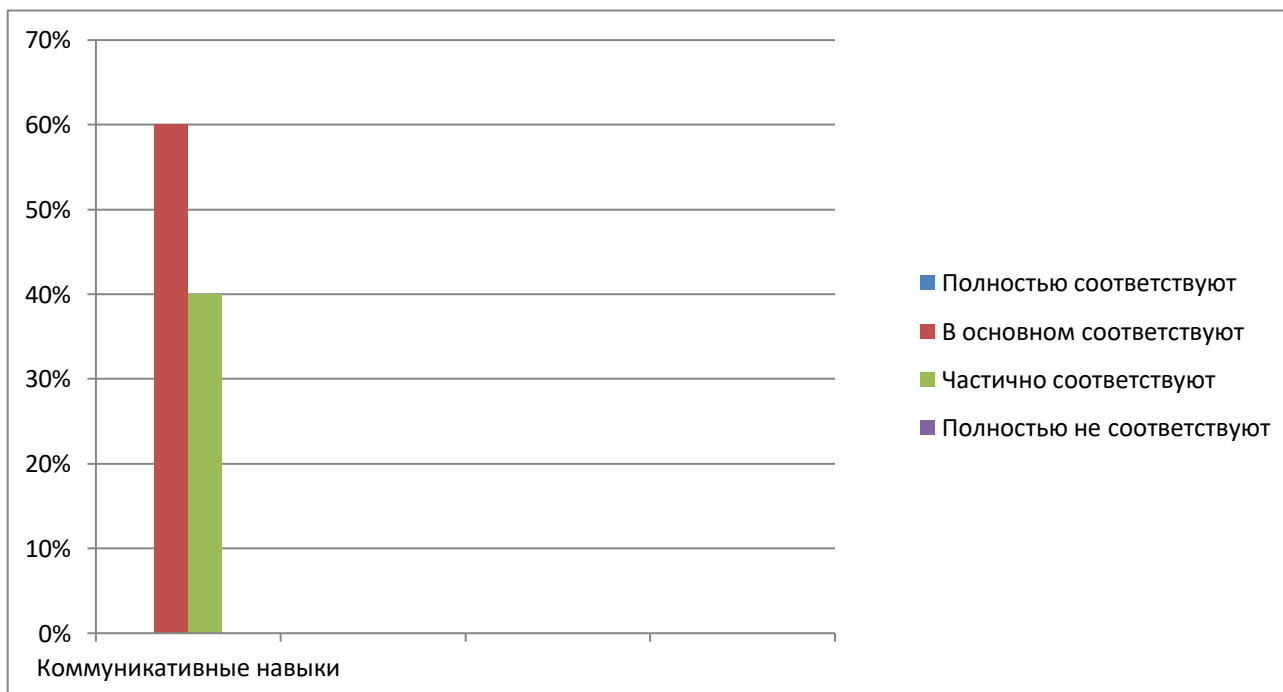 70%
60%
50%
40%
30%
20%
10%
0%
Коммуникативные навыки
Полностью соответствуют
В основном соответствуют
Частично соответствуют
Полностью не соответствуют